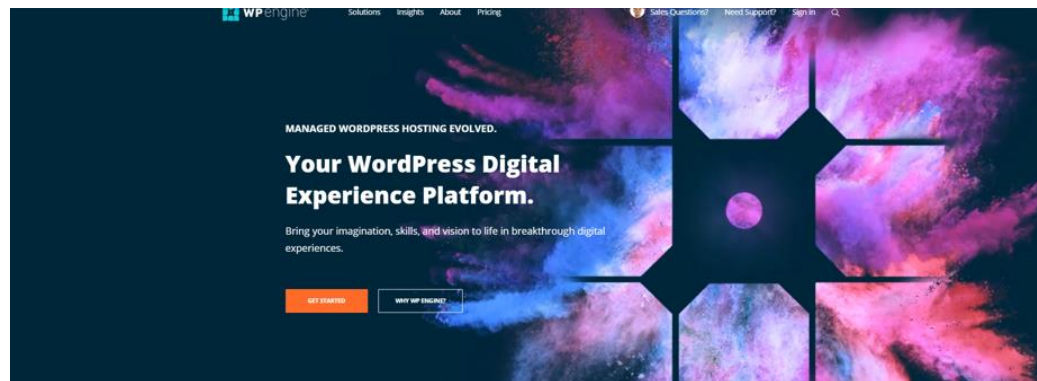 WPengine
Solutions Insights About Pricing
Sales Questions? Need Support? Sign In
MANAGED WORDPRESS HOSTING EVOLVED.
Your WordPress Digital
Experience Platform.
Bring your imagination, skills, and vision to life in breakthrough digital
experiences.
GET STARTED
WHY WP ENGINE?